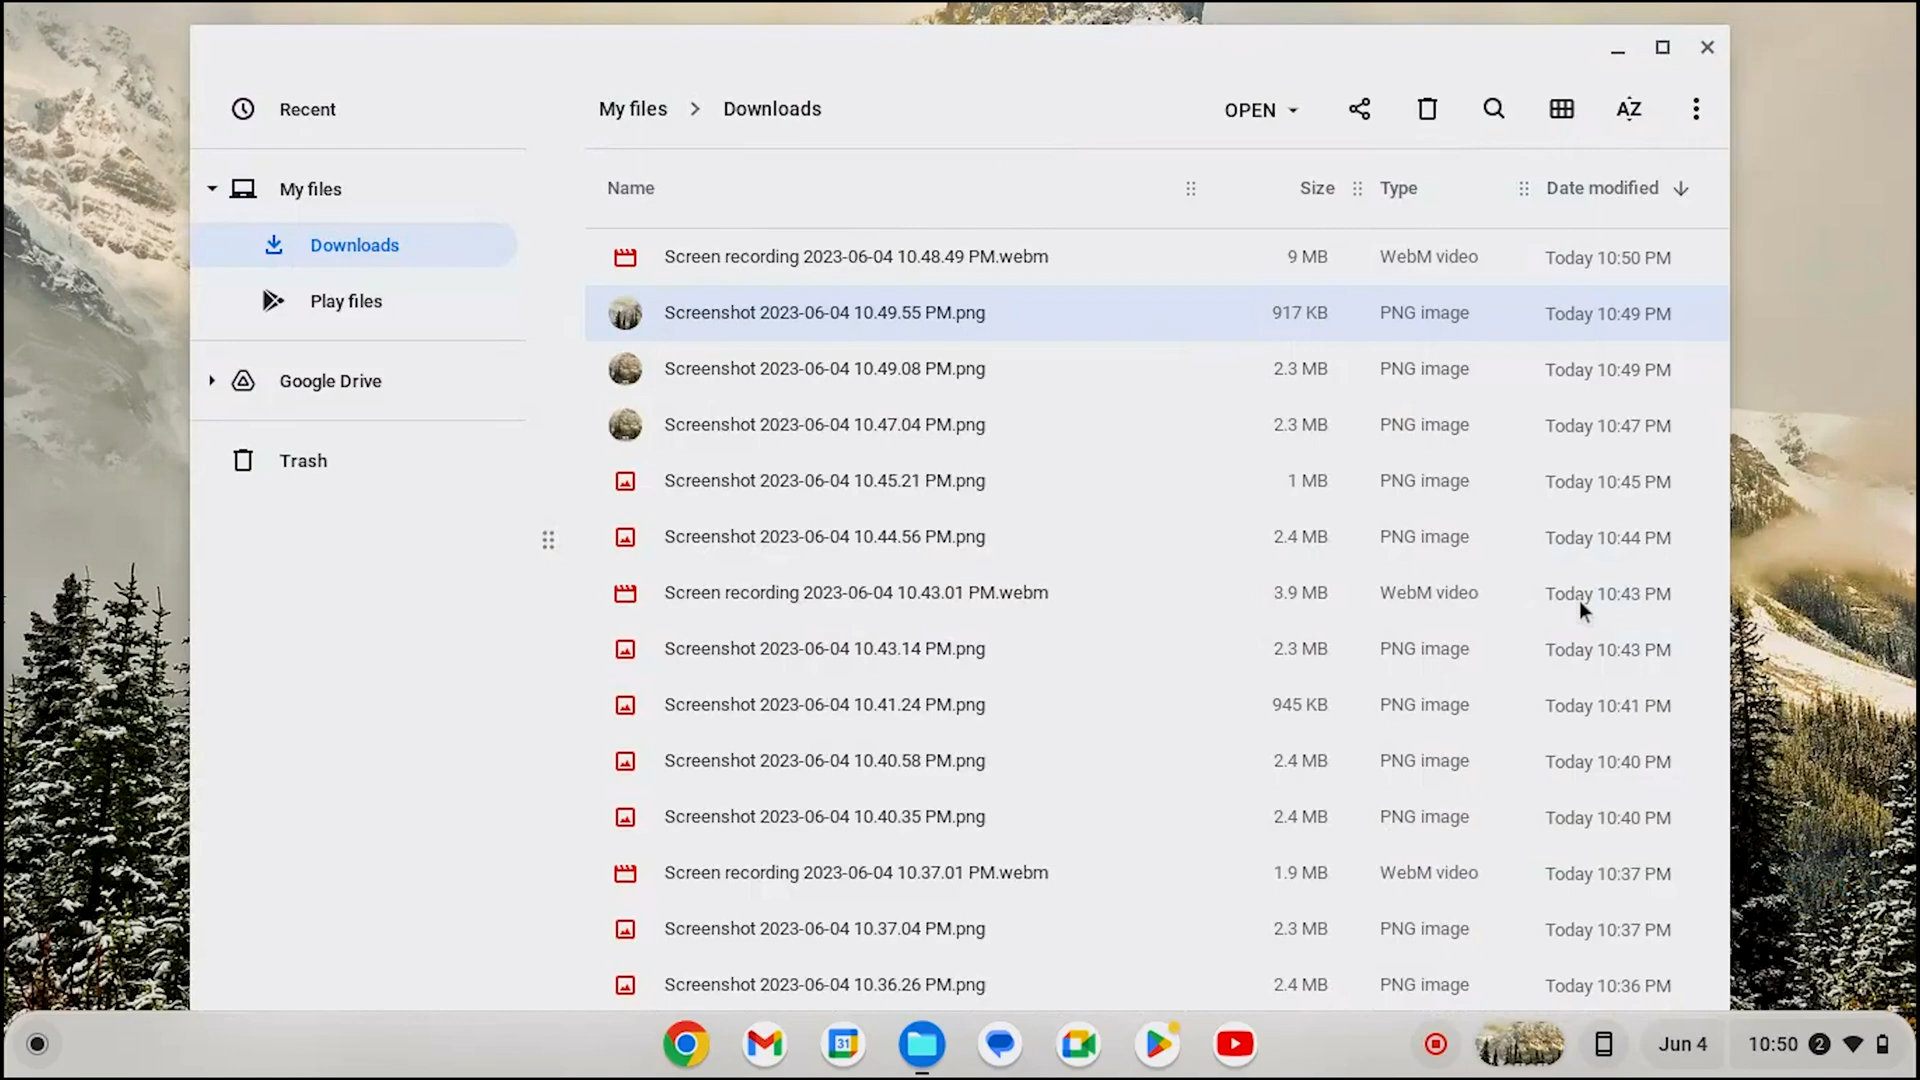 Recent
My files
Downloads
Play files
Google Drive
Trash
My files > Downloads
OPEN
AZ
Name Size Type Date modified
Screen recording 2023-06-04 10.48.49 PM.webm 9 MB WebM video Today 10:50 PM
Screenshot 2023-06-04 10.49.55 PM.png 917 KB PNG image Today 10:49 PM
Screenshot 2023-06-04 10.49.08 PM.png 2.3 MB PNG image Today 10:49 PM
Screenshot 2023-06-04 10.47.04 PM.png 2.3 MB PNG image Today 10:47 PM
Screenshot 2023-06-04 10.45.21 PM.png 1 MB PNG image Today 10:45 PM
Screenshot 2023-06-04 10.44.56 PM.png 2.4 MB PNG image Today 10:44 PM
Screen recording 2023-06-04 10.43.01 PM.webm 3.9 MB WebM video Today 10:43 PM
Screenshot 2023-06-04 10.43.14 PM.png 2.3 MB PNG image Today 10:43 PM
Screenshot 2023-06-04 10.41.24 PM.png 945 KB PNG image Today 10:41 PM
Screenshot 2023-06-04 10.40.58 PM.png 2.4 MB PNG image Today 10:40 PM
Screenshot 2023-06-04 10.40.35 PM.png 2.4 MB PNG image Today 10:40 PM
Screen recording 2023-06-04 10.37.01 PM.webm 1.9 MB WebM video Today 10:37 PM
Screenshot 2023-06-04 10.37.04 PM.png 2.3 MB PNG image Today 10:37 PM
Screenshot 2023-06-04 10.36.26 PM.png 2.4 MB PNG image Today 10:36 PM
31
Jun 4
10:50 2